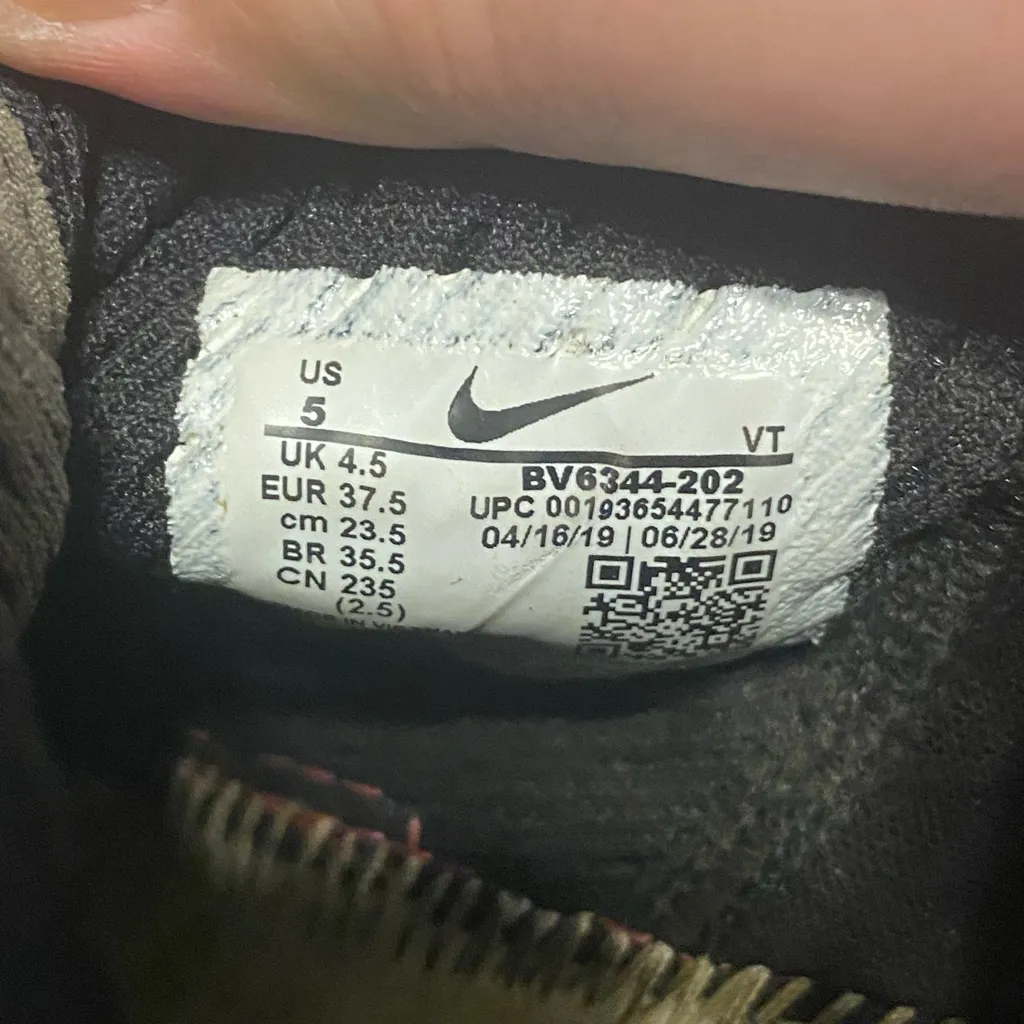 US
5
VT
UK 4.5
EUR 37.5
cm 23.5
BR 35.5
CN 235
(2.5)
BV6344-202
UPC 00193654477110
04/16/19 | 06/28/19
IN